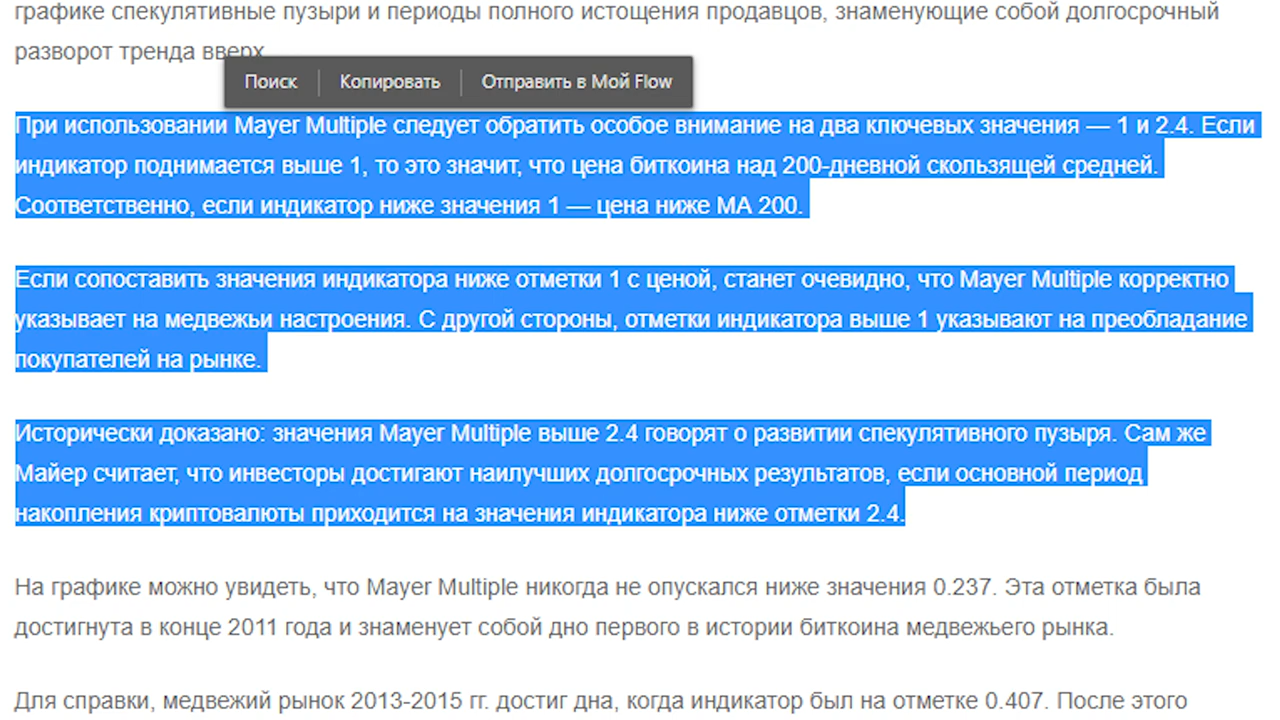 графике спекулятивные пузыри и периоды полного истощения продавцов, знаменующие собой долгосрочный
разворот тренда вверх
Поиск Копировать Отправить в Мой Flow
При использовании Mayer Multiple следует обратить особое внимание на два ключевых значения — 1 и 2.4. Если
индикатор поднимается выше 1, то это значит, что цена биткоина над 200-дневной скользящей средней.
Соответственно, если индикатор ниже значения 1 — цена ниже MA 200.
Если сопоставить значения индикатора ниже отметки 1 с ценой, станет очевидно, что Mayer Multiple корректно
указывает на медвежьи настроения. С другой стороны, отметки индикатора выше 1 указывают на преобладание
покупателей на рынке.
Исторически доказано: значения Mayer Multiple выше 2.4 говорят о развитии спекулятивного пузыря. Сам же
Майер считает, что инвесторы достигают наилучших долгосрочных результатов, если основной период
накопления криптовалюты приходится на значения индикатора ниже отметки 2.4.
На графике можно увидеть, что Mayer Multiple никогда не опускался ниже значения 0.237. Эта отметка была
достигнута в конце 2011 года и знаменует собой дно первого в истории биткоина медвежьего рынка.
Для справки, медвежий рынок 2013-2015 гг. достиг дна, когда индикатор был на отметке 0.407. После этого